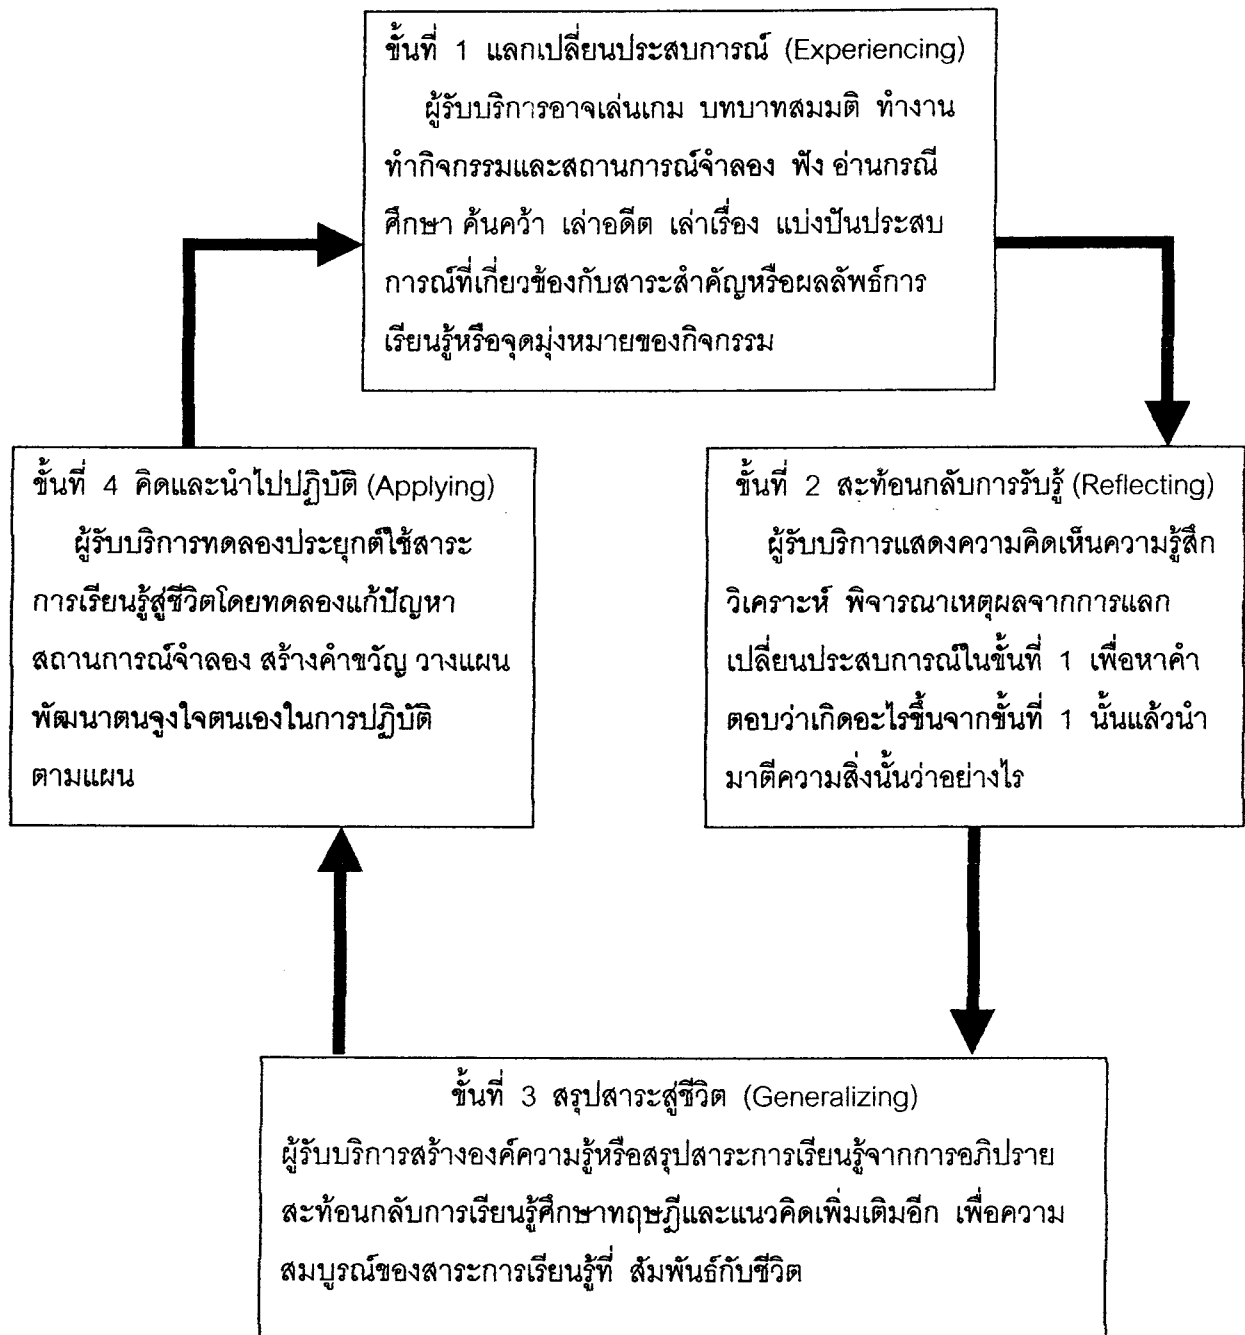 ขั้นที่ 1 แลกเปลี่ยนประสบการณ์ (Experiencing)
ผู้รับบริการอาจเล่นเกม บทบาทสมมติ ทำงาน
ทำกิจกรรมและสถานการณ์จำลอง ฟัง อ่านกรณี
ศึกษา ค้นคว้า เล่าอดีต เล่าเรื่อง แบ่งปันประสบ
การณ์ที่เกี่ยวข้องกับสาระสำคัญหรือผลลัพธ์การ
เรียนรู้หรือจุดมุ่งหมายของกิจกรรม
ขั้นที่ 2 สะท้อนกลับการรับรู้ (Reflecting)
ผู้รับบริการแสดงความคิดเห็นความรู้สึก
วิเคราะห์ พิจารณาเหตุผลจากการแลก
เปลี่ยนประสบการณ์ในขั้นที่ 1 เพื่อหาคำ
ตอบว่าเกิดอะไรขึ้นจากขั้นที่ 1 นั้นแล้วนำ
มาตีความสิ่งนั้นว่าอย่างไร
ขั้นที่ 3 สรุปสาระสู่ชีวิต (Generalizing)
ผู้รับบริการสร้างองค์ความรู้หรือสรุปสาระการเรียนรู้จากการอภิปราย
สะท้อนกลับการเรียนรู้ศึกษาทฤษฎีและแนวคิดเพิ่มเติมอีก เพื่อความ
สมบูรณ์ของสาระการเรียนรู้ที่ สัมพันธ์กับชีวิต
ขั้นที่ 4 คิดและนำไปปฏิบัติ (Applying)
ผู้รับบริการทดลองประยุกต์ใช้สาระ
การเรียนรู้สู่ชีวิตโดยทดลองแก้ปัญหา
สถานการณ์จำลอง สร้างคำขวัญ วางแผน
พัฒนาตนจูงใจตนเองในการปฏิบัติ
ตามแผน